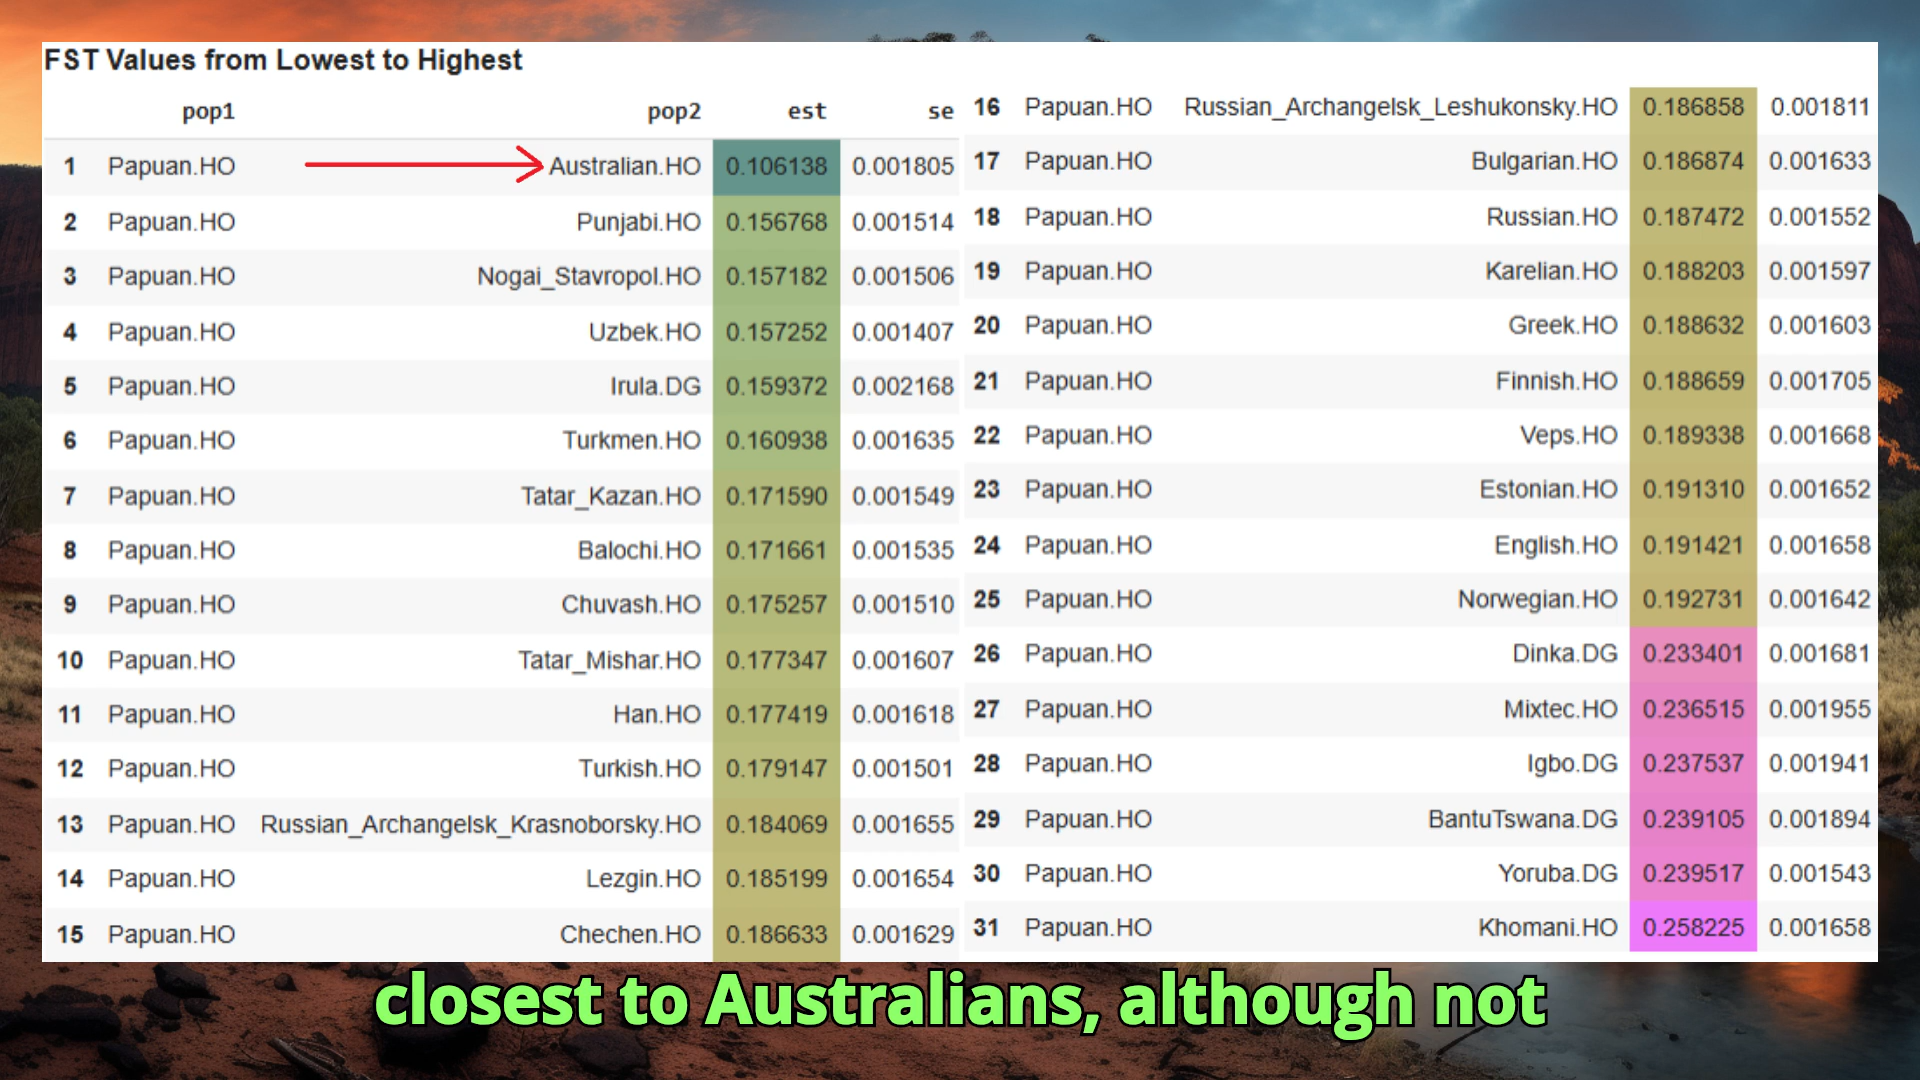 FST Values from Lowest to Highest
pop1 pop2 est se
1 Papuan.HO Australian.HO 0.106138 0.001805
2 Papuan.HO Punjabi.HO 0.156768 0.001514
3 Papuan.HO Nogai_Stavropol.HO 0.157182 0.001506
4 Papuan.HO Uzbek.HO 0.157252 0.001407
5 Papuan.HO Irula.DG 0.159372 0.002168
6 Papuan.HO Turkmen.HO 0.160938 0.001635
7 Papuan.HO Tatar_Kazan.HO 0.171590 0.001549
8 Papuan.HO Balochi.HO 0.171661 0.001535
9 Papuan.HO Chuvash.HO 0.175257 0.001510
10 Papuan.HO Tatar_Mishar.HO 0.177347 0.001607
11 Papuan.HO Han.HO 0.177419 0.001618
12 Papuan.HO Turkish.HO 0.179147 0.001501
13 Papuan.HO Russian_Archangelsk_Krasnoborsky.HO 0.184069 0.001655
14 Papuan.HO Lezgin.HO 0.185199 0.001654
15 Papuan.HO Chechen.HO 0.186633 0.001629
16 Papuan.HO Russian_Archangelsk_Leshukonsky.HO 0.186858 0.001811
17 Papuan.HO Bulgarian.HO 0.186874 0.001633
18 Papuan.HO Russian.HO 0.187472 0.001552
19 Papuan.HO Karelian.HO 0.188203 0.001597
20 Papuan.HO Greek.HO 0.188632 0.001603
21 Papuan.HO Finnish.HO 0.188659 0.001705
22 Papuan.HO Veps.HO 0.189338 0.001668
23 Papuan.HO Estonian.HO 0.191310 0.001652
24 Papuan.HO English.HO 0.191421 0.001658
25 Papuan.HO Norwegian.HO 0.192731 0.001642
26 Papuan.HO Dinka.DG 0.233401 0.001681
27 Papuan.HO Mixtec.HO 0.236515 0.001955
28 Papuan.HO Igbo.DG 0.237537 0.001941
29 Papuan.HO BantuTswana.DG 0.239105 0.001894
30 Papuan.HO Yoruba.DG 0.239517 0.001543
31 Papuan.HO Khomani.HO 0.258225 0.001658
closest to Australians, although not